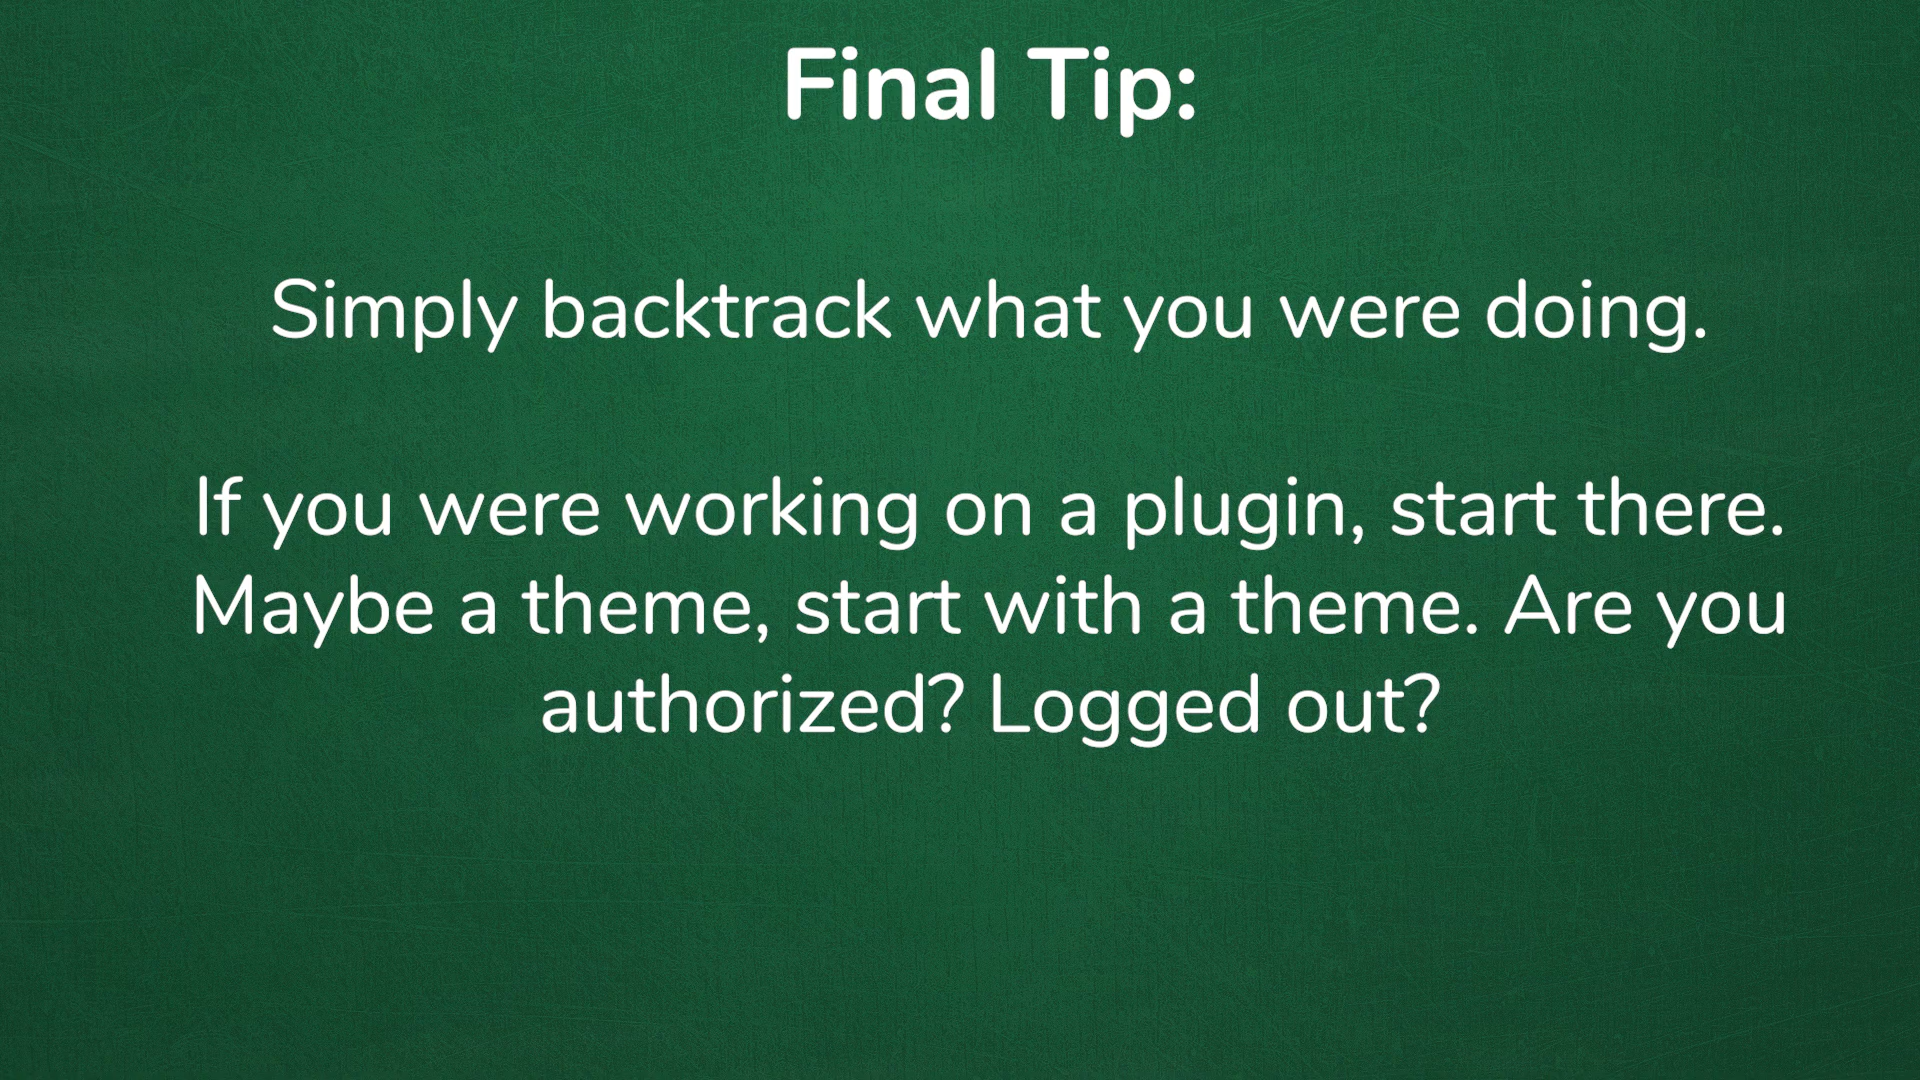 Final Tip:
Simply backtrack what you were doing.
If you were working on a plugin, start there.
Maybe a theme, start with a theme. Are you
authorized? Logged out?